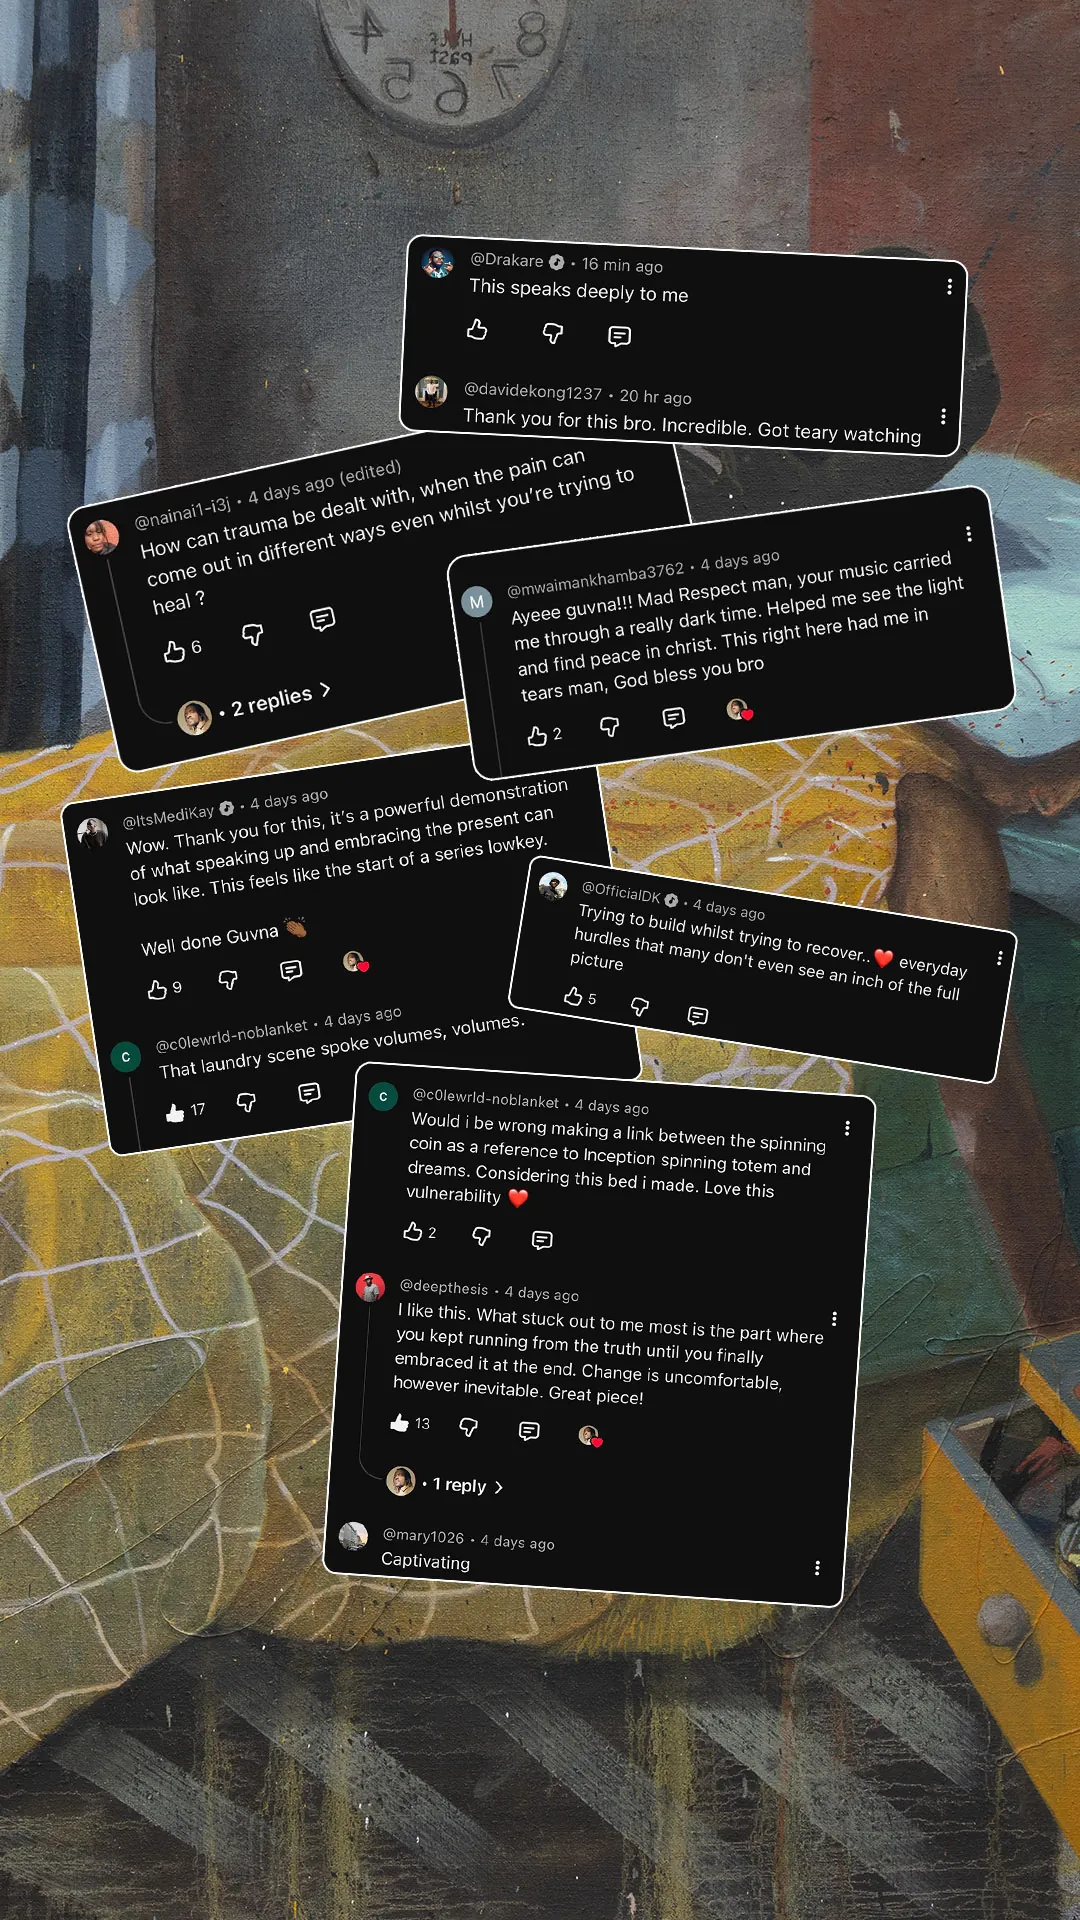 4
HALF
PAST
8
5
6
7
@Drakare • 16 min ago
This speaks deeply to me
@davidekong1237 • 20 hr ago
Thank you for this bro. Incredible. Got teary watching
@nainai1-i3j • 4 days ago (edited)
How can trauma be dealt with, when the pain can
come out in different ways even whilst you're trying to
heal ?
6
• 2 replies >
M
@mwaimankhamba3762 • 4 days ago
Ayeee guvna!!! Mad Respect man, your music carried
me through a really dark time. Helped me see the light
and find peace in christ. This right here had me in
tears man, God bless you bro
2
@ItsMediKay • 4 days ago
Wow. Thank you for this, it's a powerful demonstration
of what speaking up and embracing the present can
look like. This feels like the start of a series lowkey.
Well done Guvna 👏🏾
9
C
@c0lewrld-noblanket • 4 days ago
That laundry scene spoke volumes, volumes.
17
@OfficialDK • 4 days ago
Trying to build whilst trying to recover..❤️ everyday
hurdles that many don't even see an inch of the full
picture
5
C
@c0lewrld-noblanket • 4 days ago
Would i be wrong making a link between the spinning
coin as a reference to Inception spinning totem and
dreams. Considering this bed i made. Love this
vulnerability ❤️
2
@deepthesis • 4 days ago
I like this. What stuck out to me most is the part where
you kept running from the truth until you finally
embraced it at the end. Change is uncomfortable,
however inevitable. Great piece!
13
• 1 reply >
@mary1026 • 4 days ago
Captivating